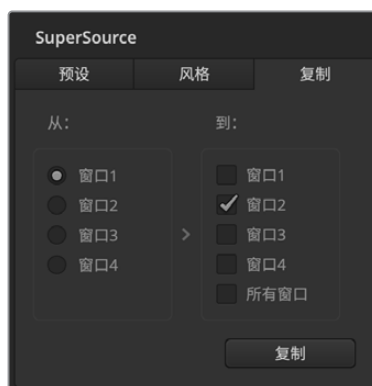 SuperSource
预设 风格 复制
从： 到：
窗口1 窗口1
窗口2 窗口2
窗口3 > 窗口3
窗口4 窗口4
所有窗口
复制